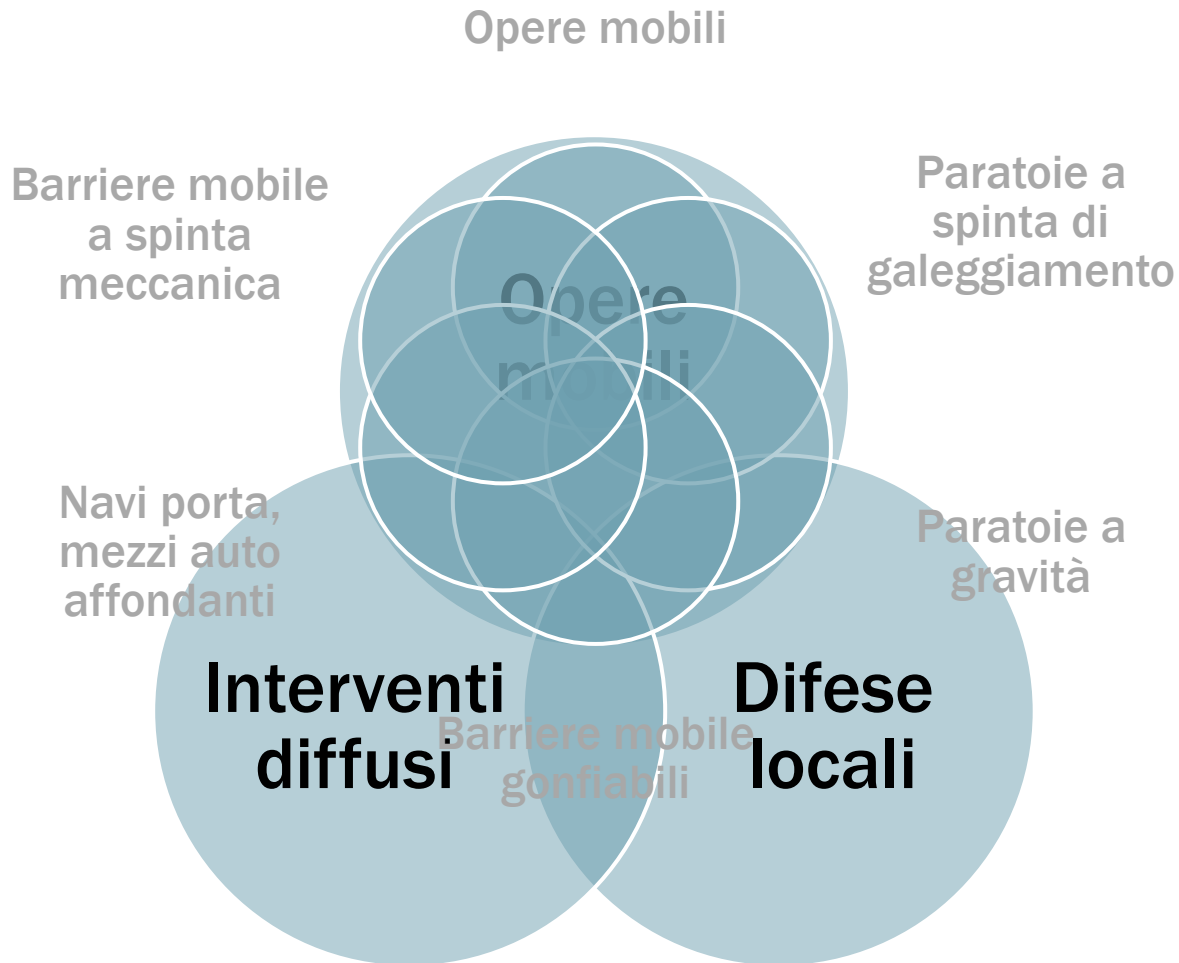 Opere mobili
Barriere mobile
a spinta
meccanica
Paratoie a
spinta di
galeggiamento
Opere
mobili
Navi porta,
mezzi auto
affondanti
Paratoie a
gravità
Interventi
diffusi
Difese
locali
Barriere mobile
gonfiabili